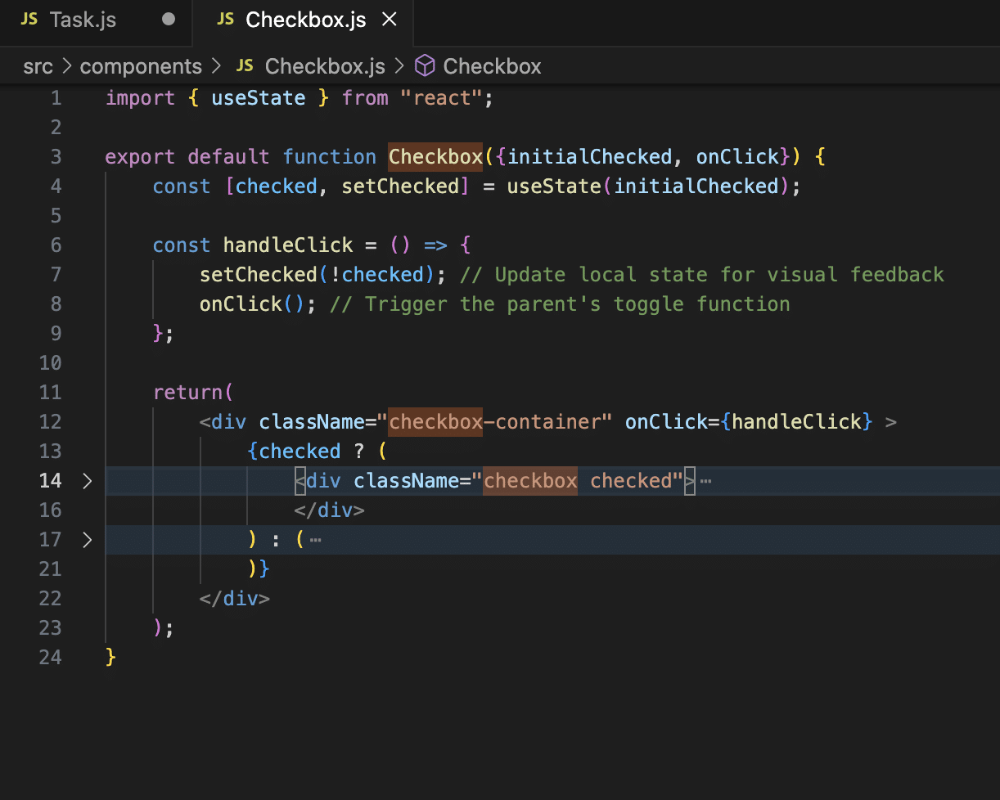 JS Task.js JS Checkbox.js
src > components > JS Checkbox.js > Checkbox
1 import { useState } from "react";
2
3 export default function Checkbox({initialChecked, onClick}) {
4 const [checked, setChecked] = useState(initialChecked);
5
6 const handleClick = () => {
7 setChecked(!checked); // Update local state for visual feedback
8 onClick(); // Trigger the parent's toggle function
9 };
10
11 return(
12 <div className="checkbox-container" onClick={handleClick} >
13 {checked ? (
14 <div className="checkbox checked">⋯
16 </div>
17 ) : (⋯
21 )}
22 </div>
23 );
24 }